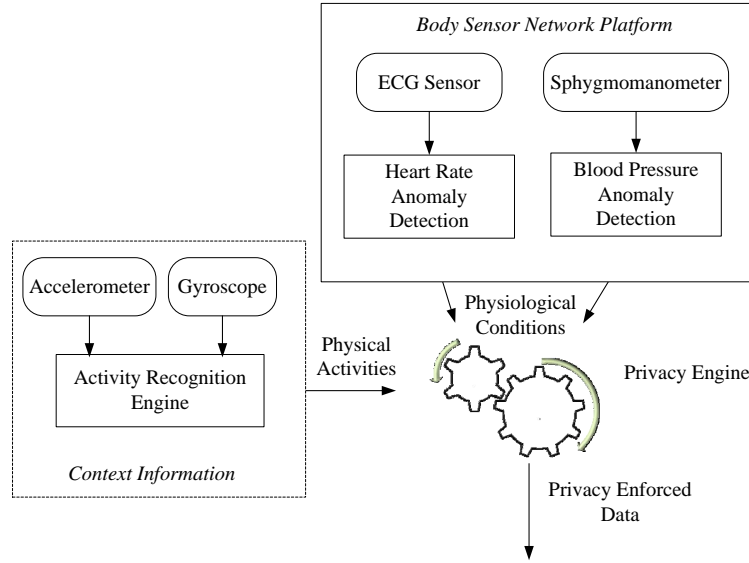 Body Sensor Network Platform
ECG Sensor
Sphygmomanometer
Heart Rate
Anomaly
Detection
Blood Pressure
Anomaly
Detection
Accelerometer
Gyroscope
Activity Recognition
Engine
Context Information
Physical
Activities
Physiological
Conditions
Privacy Engine
Privacy Enforced
Data